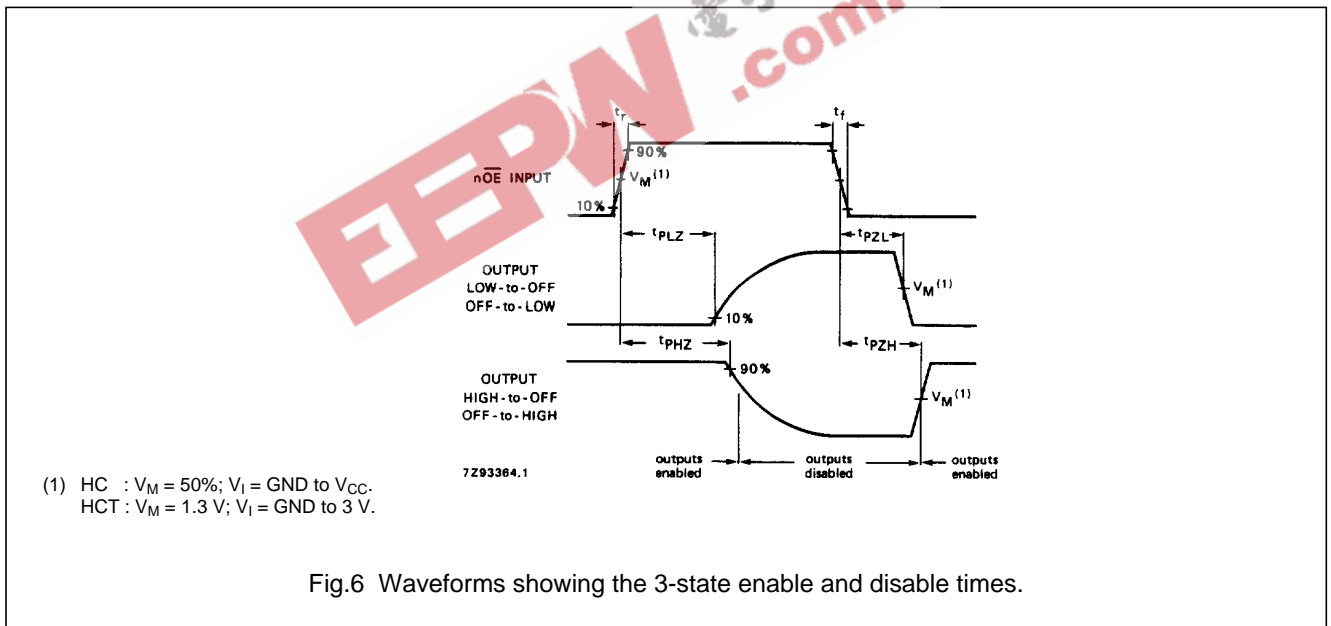 EEPW
.com
tr
tf
90%
nO̅E̅ INPUT
VM(1)
10%
tPLZ
tPZL
OUTPUT
LOW-to-OFF
OFF-to-LOW
VM(1)
10%
tPHZ
tPZH
90%
OUTPUT
HIGH-to-OFF
OFF-to-HIGH
VM(1)
outputs enabled
outputs disabled
outputs enabled
7Z93364.1
(1) HC : VM = 50%; VI = GND to VCC.
HCT : VM = 1.3 V; VI = GND to 3 V.
Fig.6 Waveforms showing the 3-state enable and disable times.